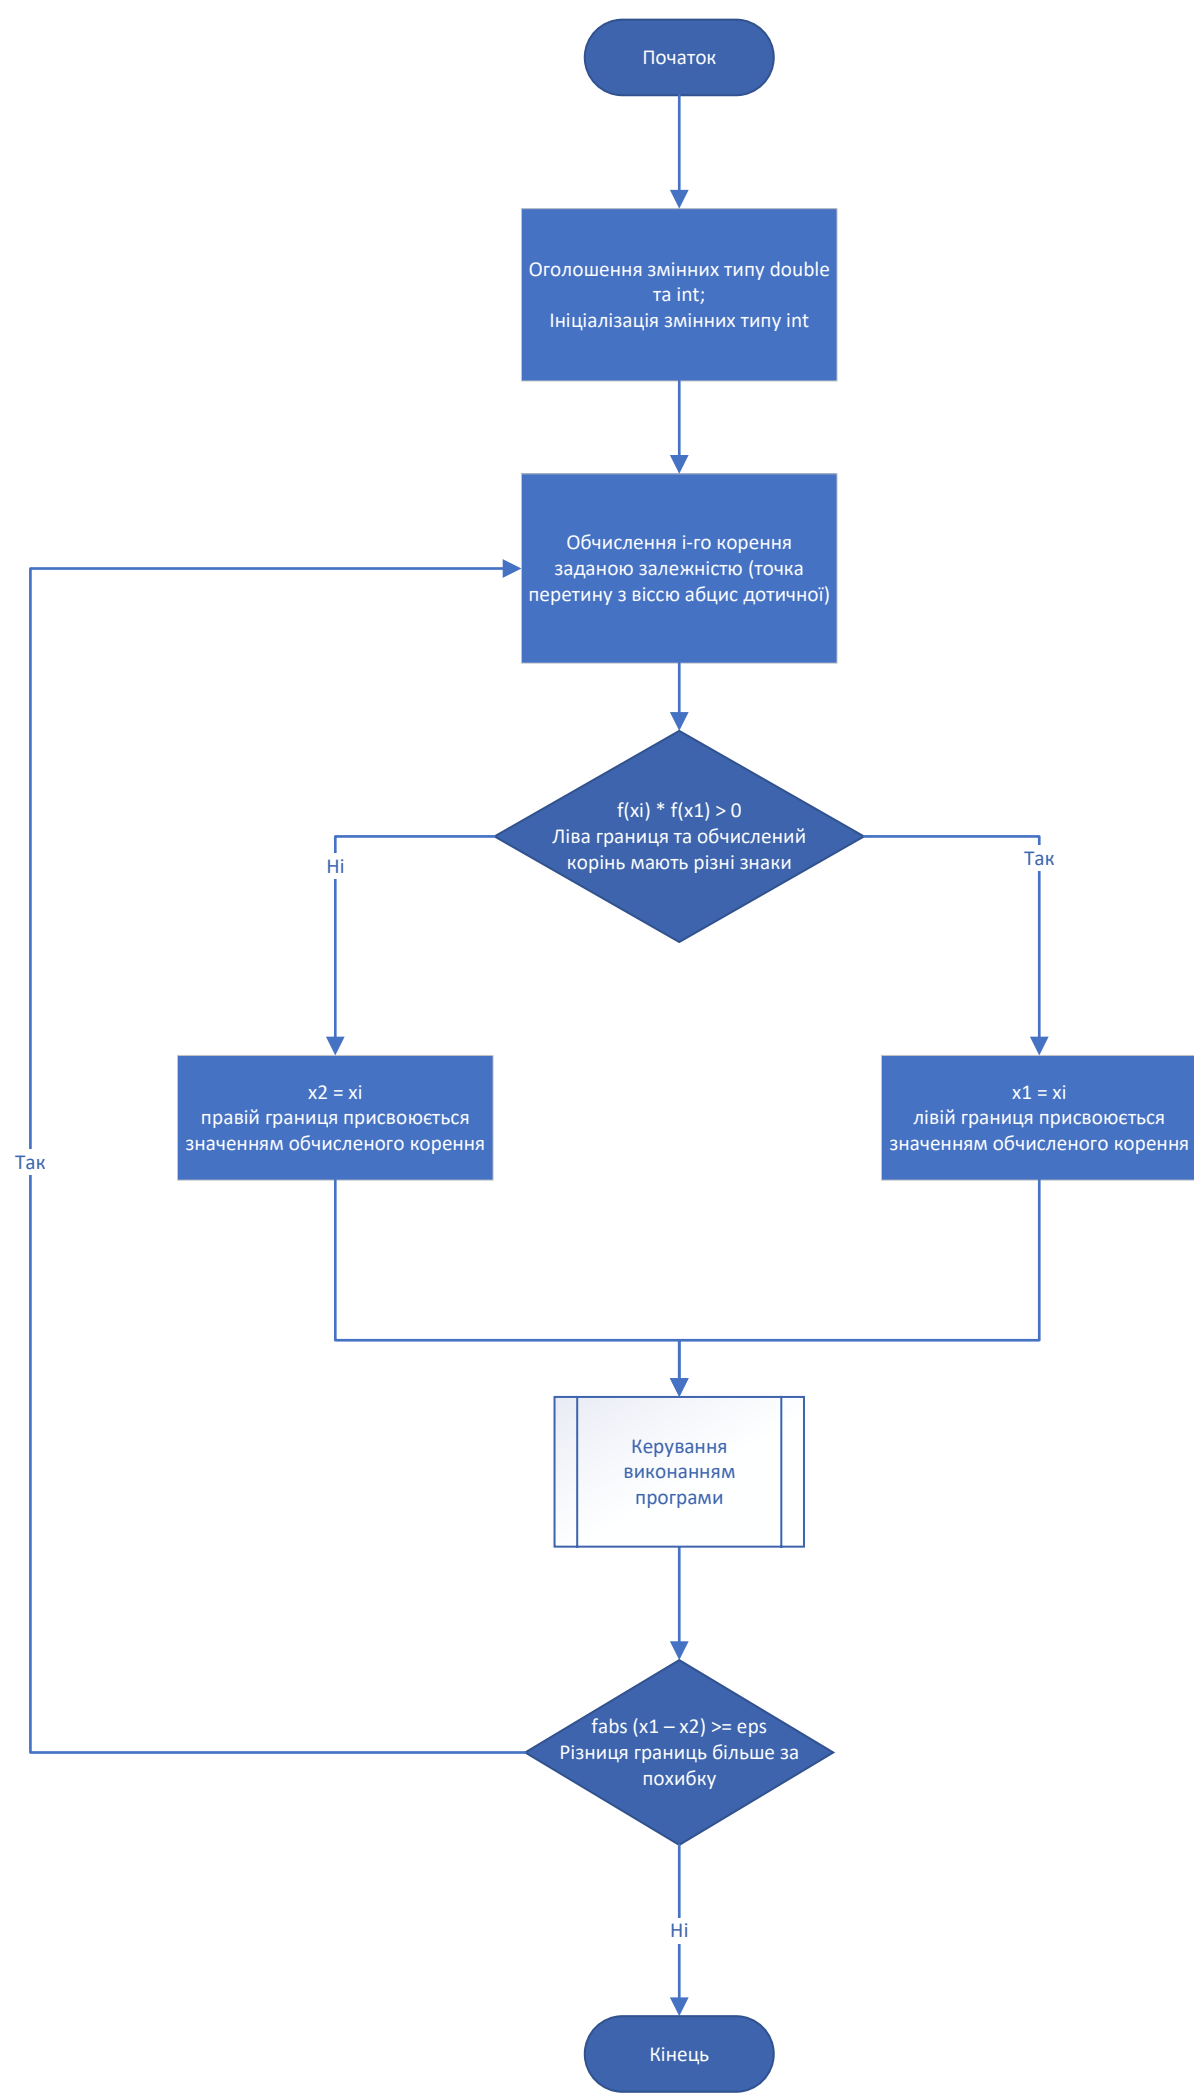 Початок
Оголошення змінних типу double
та int;
Ініціалізація змінних типу int
Обчислення i-го корення
заданою залежністю (точка
перетину з віссю абцис дотичної)
f(xi) * f(x1) > 0
Ліва границя та обчислений
корінь мають різні знаки
Ні
Так
x2 = xi
правій границя присвоюється
значенням обчисленого корення
x1 = xi
лівій границя присвоюється
значенням обчисленого корення
Так
Керування
виконанням
програми
fabs (x1 – x2) >= eps
Різниця границь більше за
похибку
Ні
Кінець